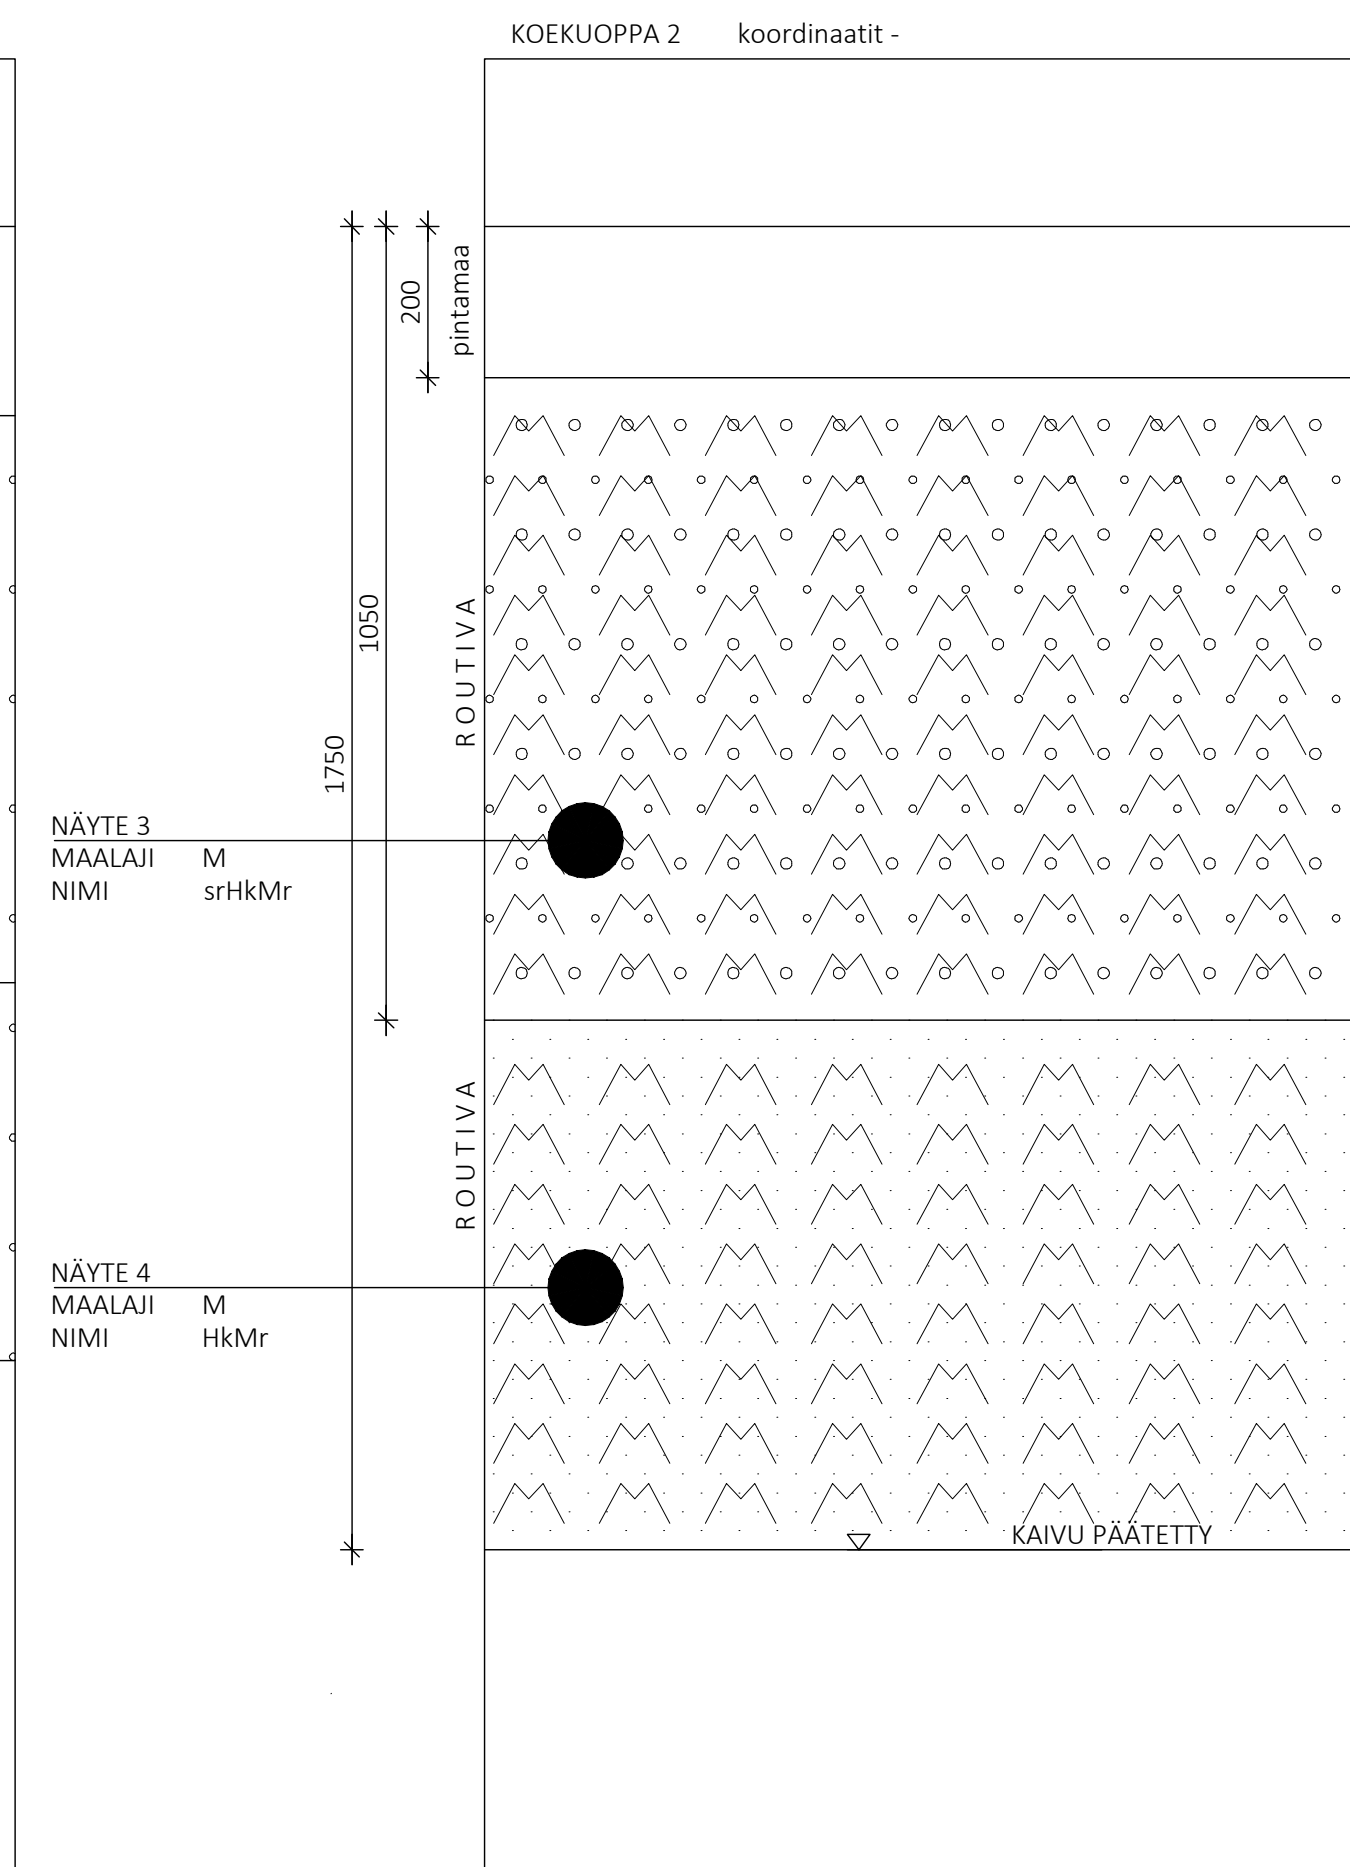 KOEKUOPPA 2 koordinaatit -
200
pintamaa
1050
ROUTIVA
1750
NÄYTE 3
MAALAJI M
NIMI srHkMr
ROUTIVA
NÄYTE 4
MAALAJI M
NIMI HkMr
KAIVU PÄÄTETTY